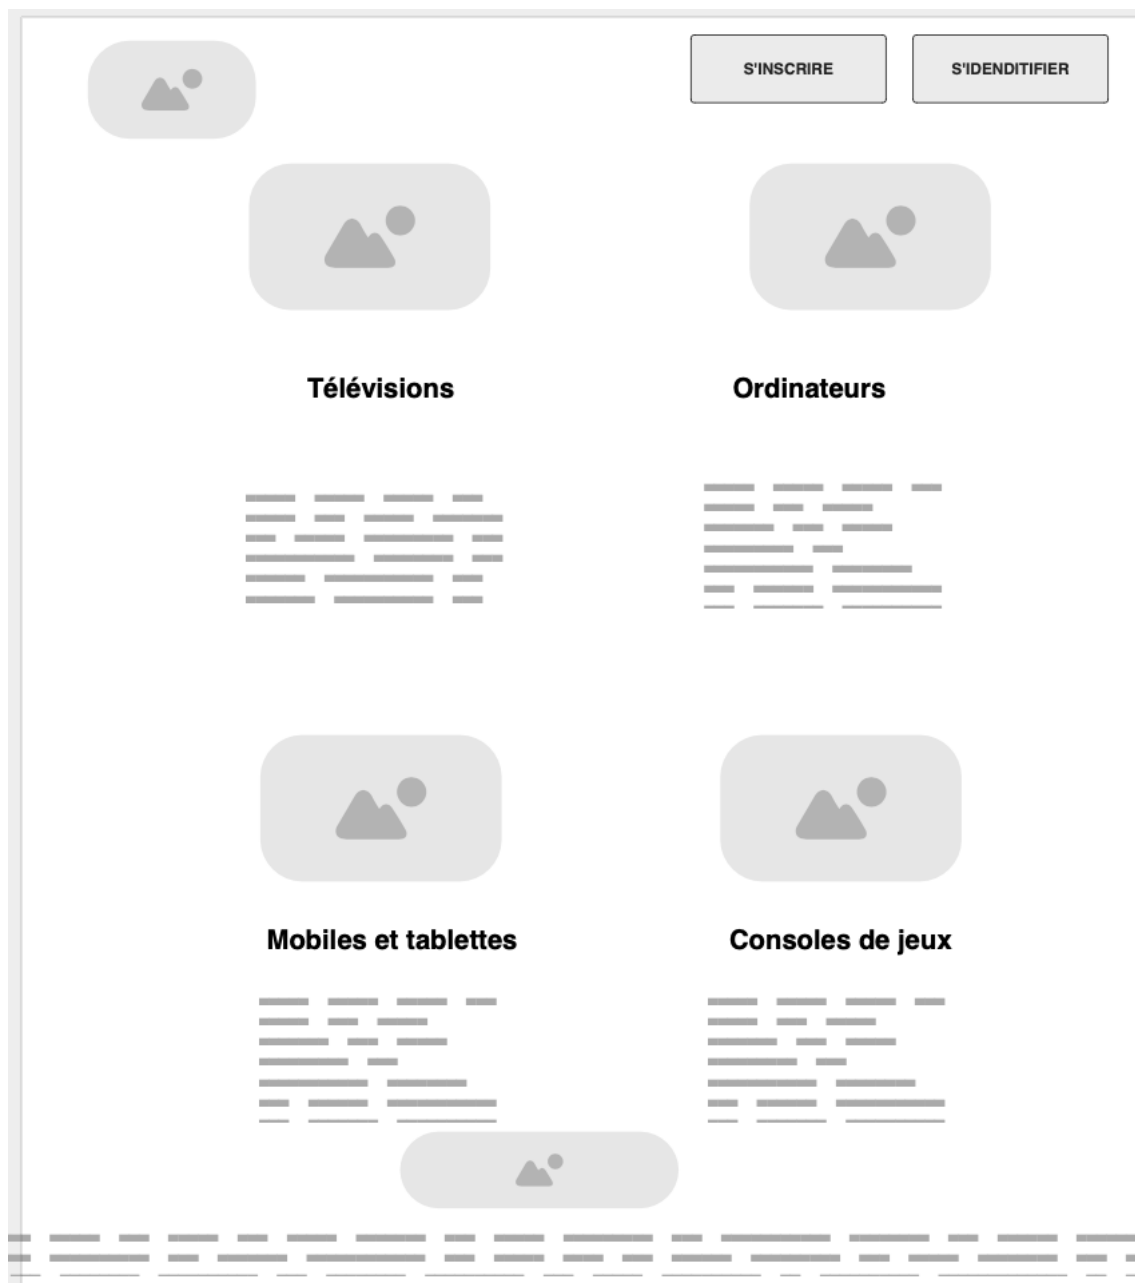 S'INSCRIRE
S'IDENDITIFIER
Télévisions
Ordinateurs
Mobiles et tablettes
Consoles de jeux